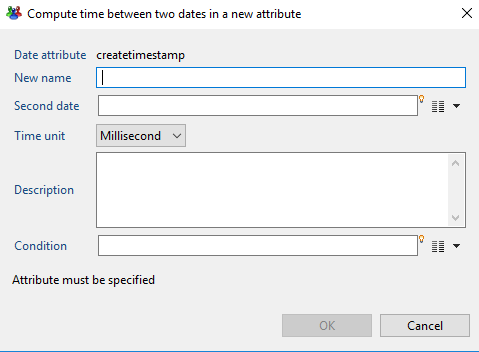 Compute time between two dates in a new attribute
Date attribute createtimestamp
New name
Second date
Time unit Millisecond
Description
Condition
Attribute must be specified
OK Cancel